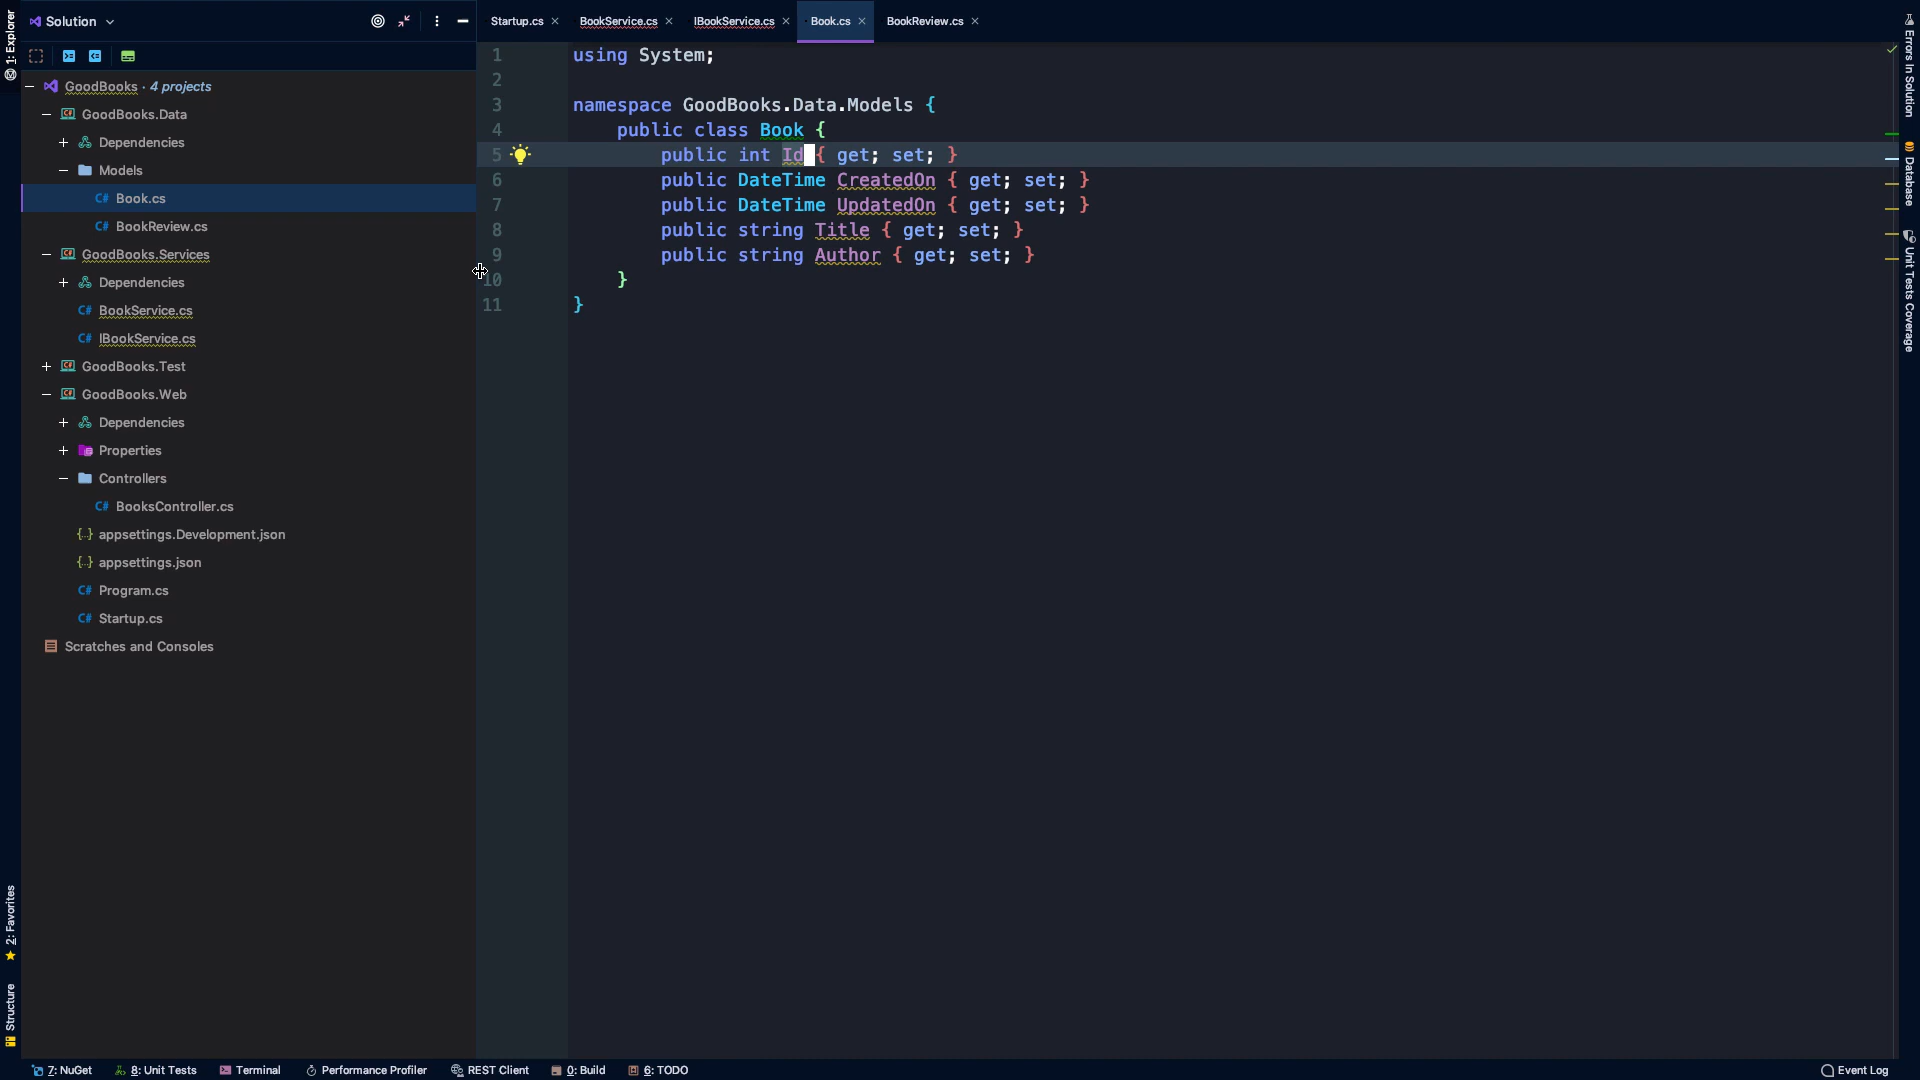 1: Explorer
Solution
GoodBooks · 4 projects
GoodBooks.Data
Dependencies
Models
Book.cs
BookReview.cs
GoodBooks.Services
Dependencies
BookService.cs
IBookService.cs
GoodBooks.Test
GoodBooks.Web
Dependencies
Properties
Controllers
BooksController.cs
appsettings.Development.json
appsettings.json
Program.cs
Startup.cs
Scratches and Consoles
2: Favorites
Structure
Startup.cs BookService.cs IBookService.cs Book.cs BookReview.cs
1 using System;
2
3 namespace GoodBooks.Data.Models {
4 public class Book {
5 public int Id { get; set; }
6 public DateTime CreatedOn { get; set; }
7 public DateTime UpdatedOn { get; set; }
8 public string Title { get; set; }
9 public string Author { get; set; }
10 }
11 }
Errors In Solution
Database
Unit Tests Coverage
7: NuGet 8: Unit Tests Terminal Performance Profiler REST Client 0: Build 6: TODO Event Log